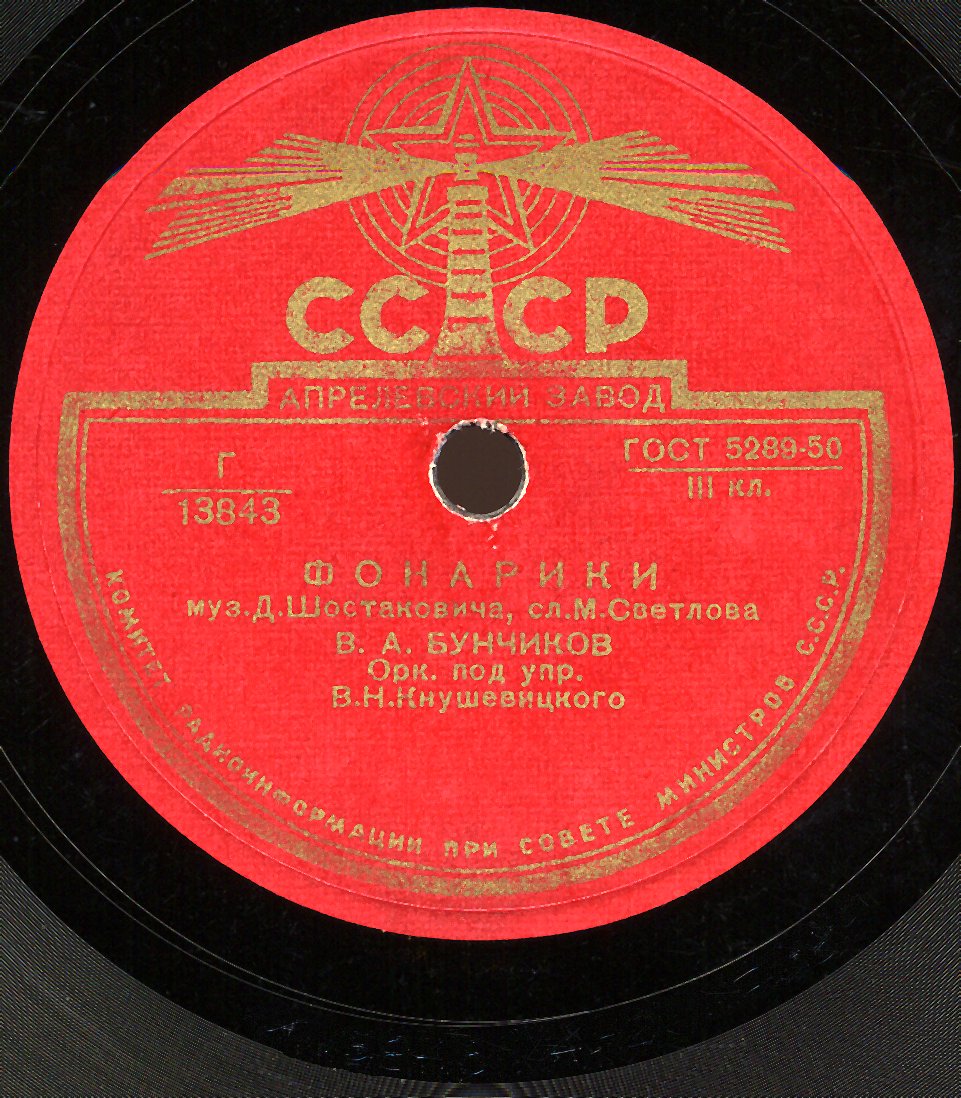 СССР
АПРЕЛЕВСКИЙ ЗАВОД
Г
13843
ГОСТ 5289-50
III кл.
ФОНАРИКИ
муз.Д.Шостаковича, сл.М.Светлова
В. А. БУНЧИКОВ
Орк. под упр.
В.Н.Кнушевицкого
КОМИТЕТ РАДИОИНФОРМАЦИИ ПРИ СОВЕТЕ МИНИСТРОВ С.С.С.Р.